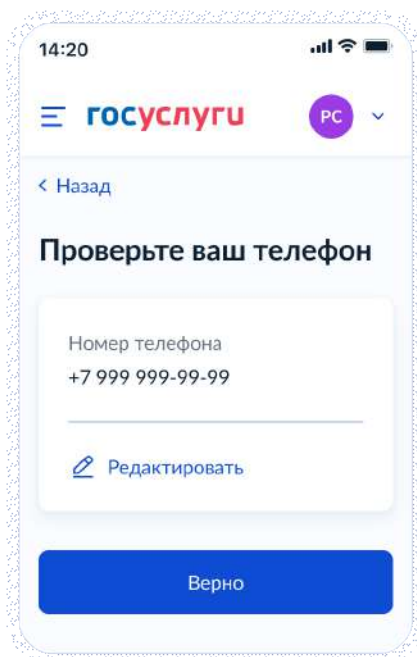 14:20
госуслуги
РС
Назад
Проверьте ваш телефон
Номер телефона
+7 999 999-99-99
Редактировать
Верно